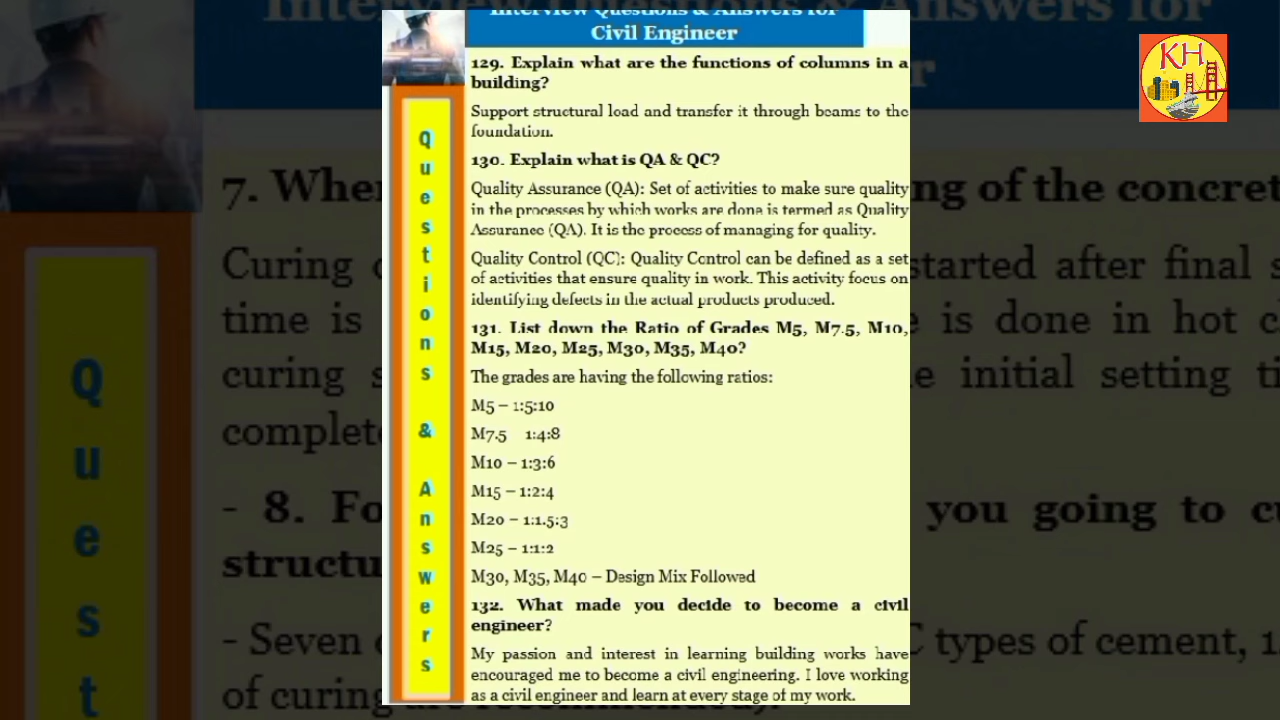 Interview Questions & Answers for
Civil Engineer
KH
129. Explain what are the functions of columns in a
building?
Support structural load and transfer it through beams to the
foundation.
130. Explain what is QA & QC?
Quality Assurance (QA): Set of activities to make sure quality
in the processes by which works are done is termed as Quality
Assurance (QA). It is the process of managing for quality.
Quality Control (QC): Quality Control can be defined as a set
of activities that ensure quality in work. This activity focus on
identifying defects in the actual products produced.
131. List down the Ratio of Grades M5, M7.5, M10,
M15, M20, M25, M30, M35, M40?
The grades are having the following ratios:
M5 – 1:5:10
M7.5 1:4:8
M10 – 1:3:6
M15 – 1:2:4
M20 – 1:1.5:3
M25 – 1:1:2
M30, M35, M40 – Design Mix Followed
132. What made you decide to become a civil
engineer?
My passion and interest in learning building works have
encouraged me to become a civil engineering. I love working
as a civil engineer and learn at every stage of my work.
Questions & Answers
7. Whe ng of the concret
Curing started after final
time is is done in hot
curing initial setting
complet
- 8. Fo you going to
structu
- Seven types of cement,
of curing
Quest